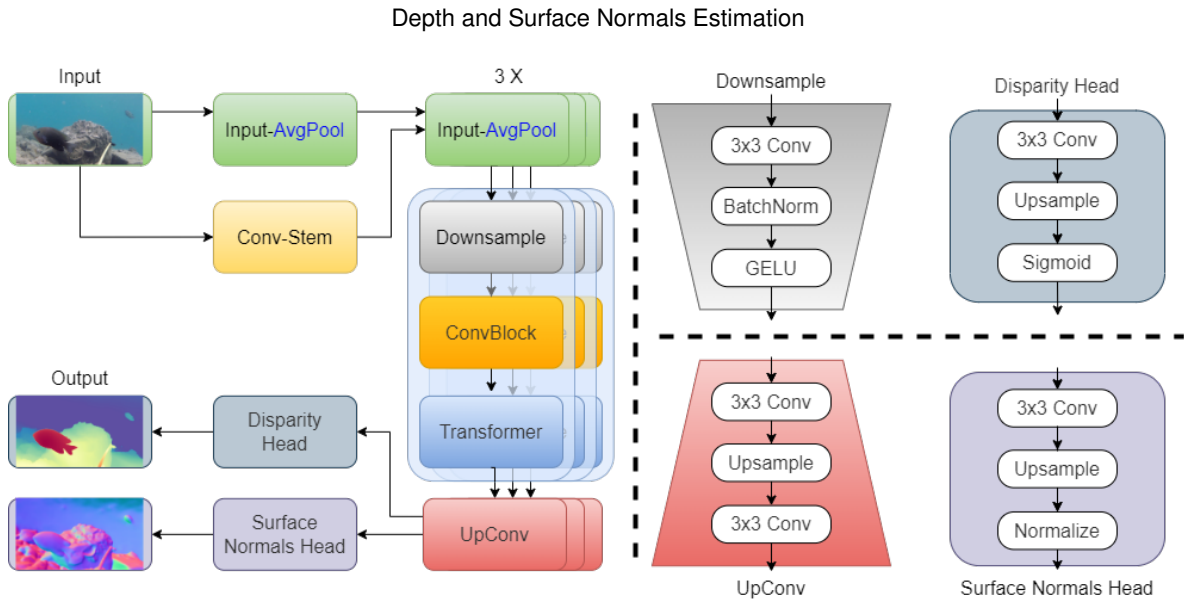 Depth and Surface Normals Estimation
Input
3 X
Input-AvgPool
Input-AvgPool
Conv-Stem
Downsample
ConvBlock
Transformer
UpConv
Output
Disparity
Head
Surface
Normals Head
Downsample
3x3 Conv
BatchNorm
GELU
Disparity Head
3x3 Conv
Upsample
Sigmoid
3x3 Conv
Upsample
3x3 Conv
UpConv
3x3 Conv
Upsample
Normalize
Surface Normals Head